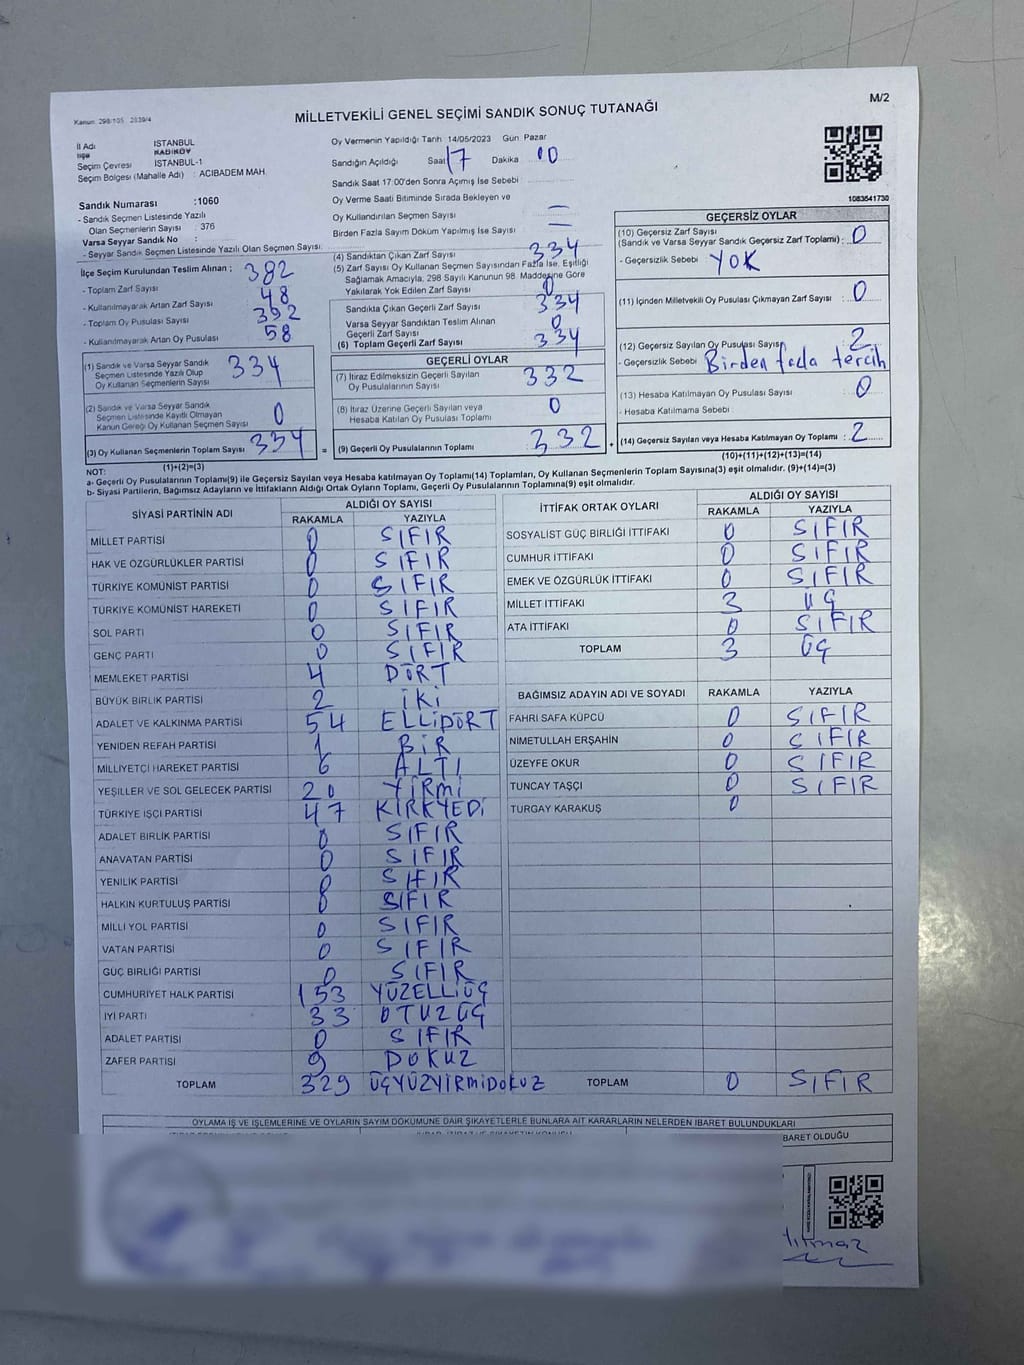 Kanun 298/105 2839/4
MİLLETVEKİLİ GENEL SEÇİMİ SANDIK SONUÇ TUTANAĞI
M/2
İl Adı İSTANBUL
İlçe KADIKÖY
Seçim Çevresi İSTANBUL-1
Seçim Bölgesi (Mahalle Adı) : ACIBADEM MAH.
Sandık Numarası :1060
- Sandık Seçmen Listesinde Yazılı
Olan Seçmenlerin Sayısı : 376
Varsa Seyyar Sandık No :
- Seyyar Sandık Seçmen Listesinde Yazılı Olan Seçmen Sayısı:
İlçe Seçim Kurulundan Teslim Alınan ;
- Toplam Zarf Sayısı 382
- Kullanılmayarak Artan Zarf Sayısı 48
- Toplam Oy Pusulası Sayısı 392
- Kullanılmayarak Artan Oy Pusulası 58
(1) Sandık ve Varsa Seyyar Sandık
Seçmen Listesinde Yazılı Olup
Oy Kullanan Seçmenlerin Sayısı 334
(2) Sandık ve Varsa Seyyar Sandık
Seçmen Listesinde Kayıtlı Olmayan
Kanun Gereği Oy Kullanan Seçmen Sayısı 0
(3) Oy Kullanan Seçmenlerin Toplam Sayısı 334
(1)+(2)=(3)
Oy Vermenin Yapıldığı Tarih 14/05/2023 Gün Pazar
Sandığın Açıldığı Saat 17 Dakika 00
Sandık Saat 17:00'den Sonra Açımış İse Sebebi
Oy Verme Saati Bitiminde Sırada Bekleyen ve
Oy Kullandırılan Seçmen Sayısı —
Birden Fazla Sayım Döküm Yapılmış İse Sayısı —
(4) Sandıktan Çıkan Zarf Sayısı 334
(5) Zarf Sayısı Oy Kullanan Seçmen Sayısından Fazla İse, Eşitliği
Sağlamak Amacıyla, 298 Sayılı Kanunun 98. Maddesine Göre
Yakılarak Yok Edilen Zarf Sayısı 0
Sandıkta Çıkan Geçerli Zarf Sayısı 334
Varsa Seyyar Sandıktan Teslim Alınan
Geçerli Zarf Sayısı 0
(6) Toplam Geçerli Zarf Sayısı 334
GEÇERLİ OYLAR
(7) İtiraz Edilmeksizin Geçerli Sayılan
Oy Pusulalarının Sayısı 332
(8) İtiraz Üzerine Geçerli Sayılan veya
Hesaba Katılan Oy Pusulası Toplamı 0
= (9) Geçerli Oy Pusulalarının Toplamı 332 +
1083641730
GEÇERSİZ OYLAR
(10) Geçersiz Zarf Sayısı
(Sandık ve Varsa Seyyar Sandık Geçersiz Zarf Toplamı) : 0
- Geçersizlik Sebebi YOK
(11) İçinden Milletvekili Oy Pusulası Çıkmayan Zarf Sayısı : 0
(12) Geçersiz Sayılan Oy Pusulası Sayısı 2
- Geçersizlik Sebebi Birden fada tercih
(13) Hesaba Katılmayan Oy Pusulası Sayısı : 0
- Hesaba Katılmama Sebebi :
(14) Geçersiz Sayılan veya Hesaba Katılmayan Oy Toplamı : 2
(10)+(11)+(12)+(13)=(14)
NOT:
a- Geçerli Oy Pusulalarının Toplamı(9) ile Geçersiz Sayılan veya Hesaba Katılmayan Oy Toplamı(14) Toplamları, Oy Kullanan Seçmenlerin Toplam Sayısına(3) eşit olmalıdır. (9)+(14)=(3)
b- Siyasi Partilerin, Bağımsız Adayların ve İttifakların Aldığı Ortak Oyların Toplamı, Geçerli Oy Pusulalarının Toplamına(9) eşit olmalıdır.
SİYASİ PARTİNİN ADI ALDIĞI OY SAYISI
RAKAMLA YAZIYLA
MİLLET PARTİSİ 0 SIFIR
HAK VE ÖZGÜRLÜKLER PARTİSİ 0 SIFIR
TÜRKİYE KOMÜNİST PARTİSİ 0 SIFIR
TÜRKİYE KOMÜNİST HAREKETİ 0 SIFIR
SOL PARTİ 0 SIFIR
GENÇ PARTİ 0 SIFIR
MEMLEKET PARTİSİ 4 DÖRT
BÜYÜK BİRLİK PARTİSİ 2 İKİ
ADALET VE KALKINMA PARTİSİ 54 ELLİDÖRT
YENİDEN REFAH PARTİSİ 1 BİR
MİLLİYETÇİ HAREKET PARTİSİ 6 ALTI
YEŞİLLER VE SOL GELECEK PARTİSİ 20 YİRMİ
TÜRKİYE İŞÇİ PARTİSİ 47 KIRKYEDİ
ADALET BİRLİK PARTİSİ 0 SIFIR
ANAVATAN PARTİSİ 0 SIFIR
YENİLİK PARTİSİ 0 SIFIR
HALKIN KURTULUŞ PARTİSİ 0 SIFIR
MİLLİ YOL PARTİSİ 0 SIFIR
VATAN PARTİSİ 0 SIFIR
GÜÇ BİRLİĞİ PARTİSİ 0 SIFIR
CUMHURİYET HALK PARTİSİ 153 YÜZELLİÜÇ
İYİ PARTİ 33 OTUZÜÇ
ADALET PARTİSİ 0 SIFIR
ZAFER PARTİSİ 9 DOKUZ
TOPLAM 329 ÜÇYÜZYİRMİDOKUZ
İTTİFAK ORTAK OYLARI ALDIĞI OY SAYISI
RAKAMLA YAZIYLA
SOSYALİST GÜÇ BİRLİĞİ İTTİFAKI 0 SIFIR
CUMHUR İTTİFAKI 0 SIFIR
EMEK VE ÖZGÜRLÜK İTTİFAKI 0 SIFIR
MİLLET İTTİFAKI 3 ÜÇ
ATA İTTİFAKI 0 SIFIR
TOPLAM 3 ÜÇ
BAĞIMSIZ ADAYIN ADI VE SOYADI RAKAMLA YAZIYLA
FAHRİ SAFA KÜPCÜ 0 SIFIR
NİMETULLAH ERŞAHİN 0 SIFIR
ÜZEYFE OKUR 0 SIFIR
TUNCAY TAŞÇI 0 SIFIR
TURGAY KARAKUŞ 0
TOPLAM 0 SIFIR
OYLAMA İŞ VE İŞLEMLERİNE VE OYLARIN SAYIM DÖKÜMÜNE DAİR ŞİKAYETLERLE BUNLARA AİT KARARLARIN NELERDEN İBARET BULUNDUKLARI
BARET OLDUĞU